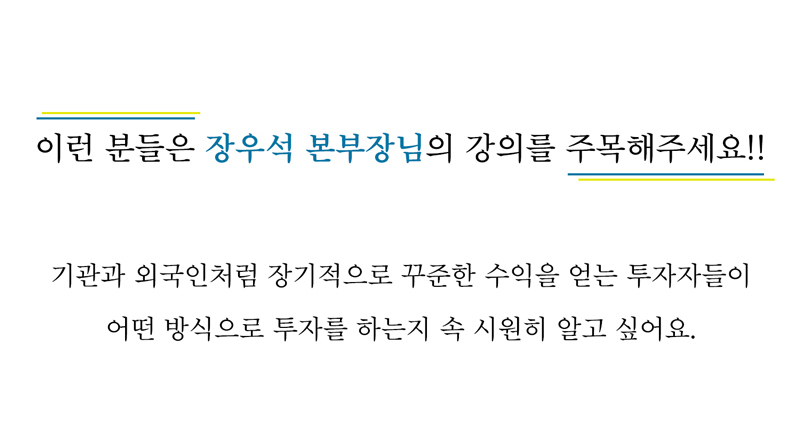 이런 분들은 장우석 본부장님의 강의를 주목해주세요!!
기관과 외국인처럼 장기적으로 꾸준한 수익을 얻는 투자자들이
어떤 방식으로 투자를 하는지 속 시원히 알고 싶어요.